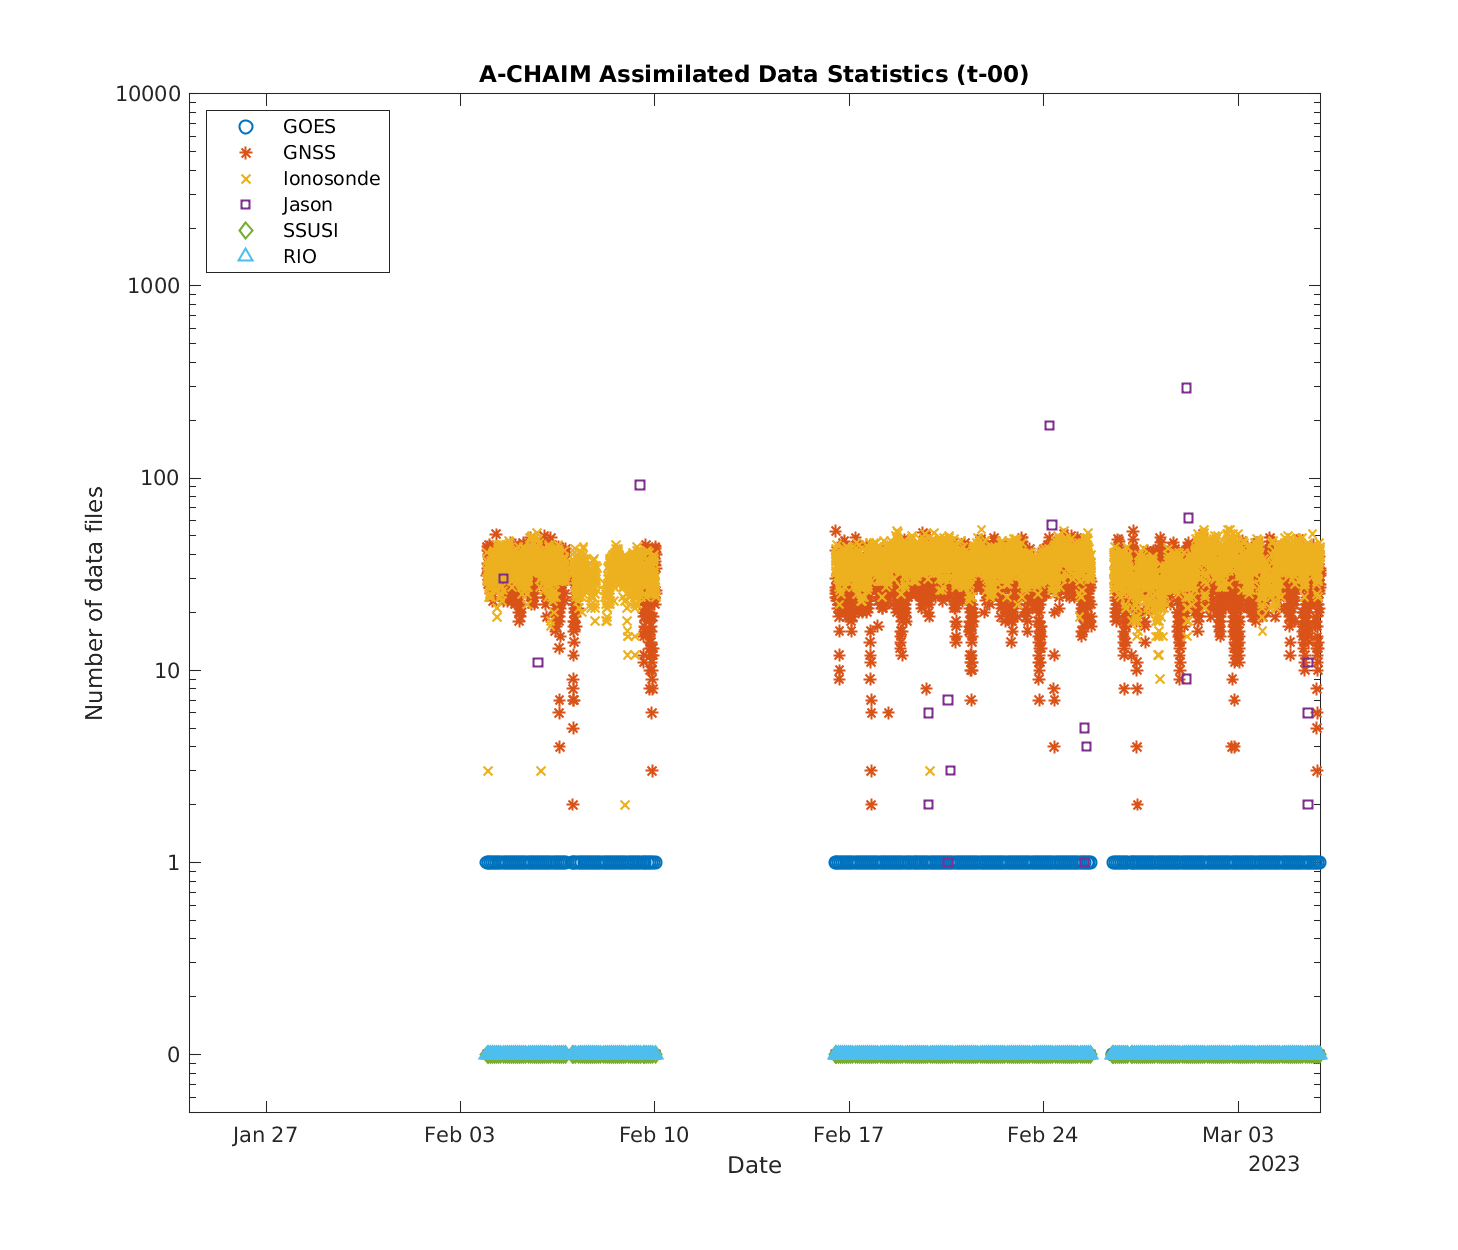 A-CHAIM Assimilated Data Statistics (t-00)
10000
1000
100
10
1
0
Number of data files
GOES
GNSS
Ionosonde
Jason
SSUSI
RIO
Jan 27
Feb 03
Feb 10
Feb 17
Feb 24
Mar 03
2023
Date